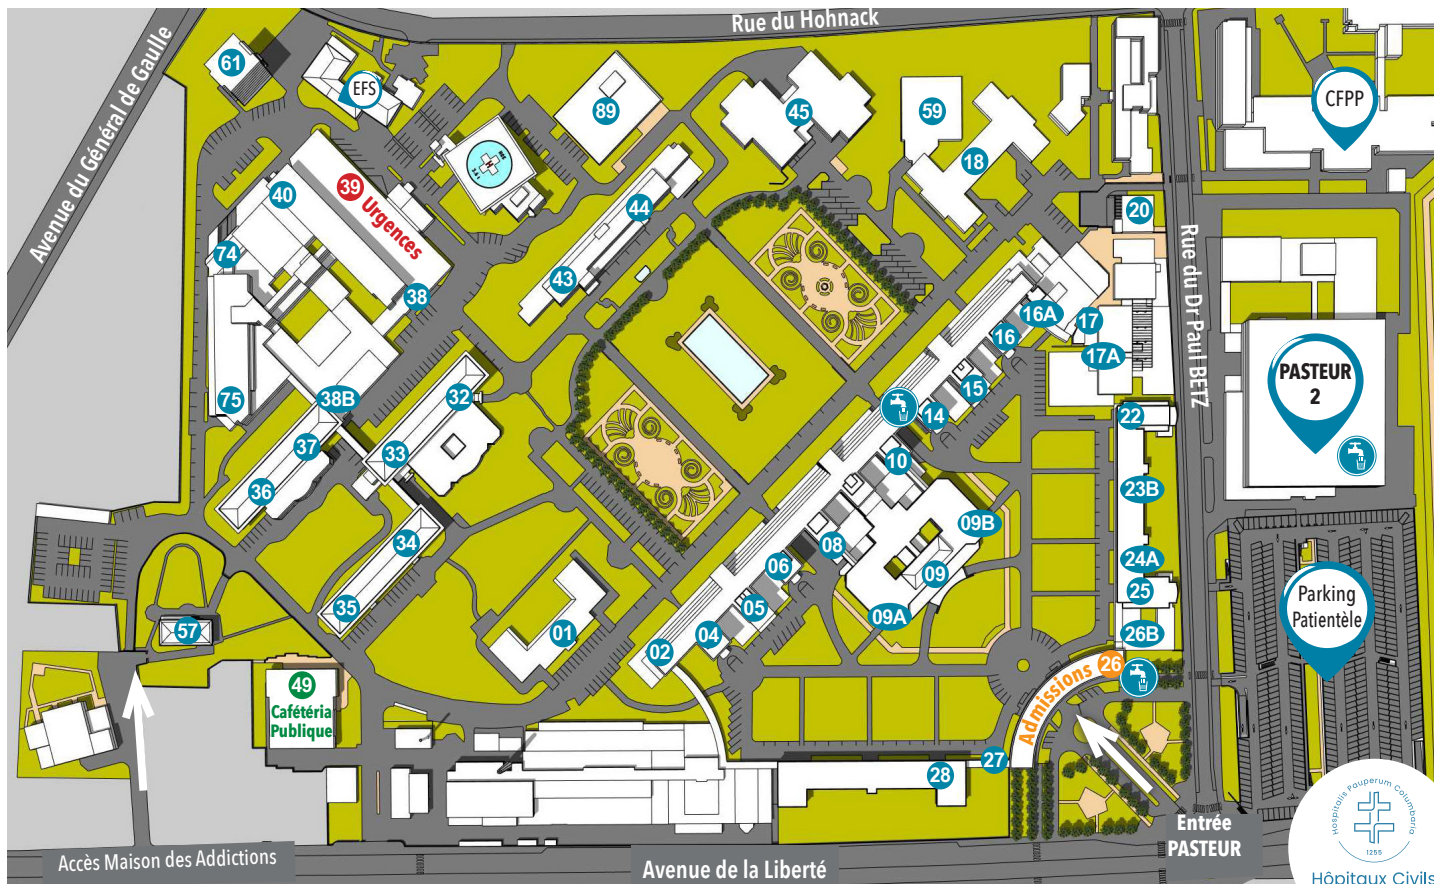 Rue du Hohnack
Avenue du Général de Gaulle
61
EFS
89
45
59
18
CFPP
40
39
Urgences
44
20
74
43
38
Rue du Dr Paul BETZ
16A
17
16
17A
PASTEUR
2
75
38B
32
15
14
22
37
33
10
36
23B
09B
34
08
06
24A
09
25
Parking
Patientèle
35
05
09A
57
01
04
26B
02
49
Cafétéria
Publique
Admissions 26
27
28
Entrée
PASTEUR
Accès Maison des Addictions
Avenue de la Liberté
Hospitalis Pauperum Columbaria
1255
Hôpitaux Civils